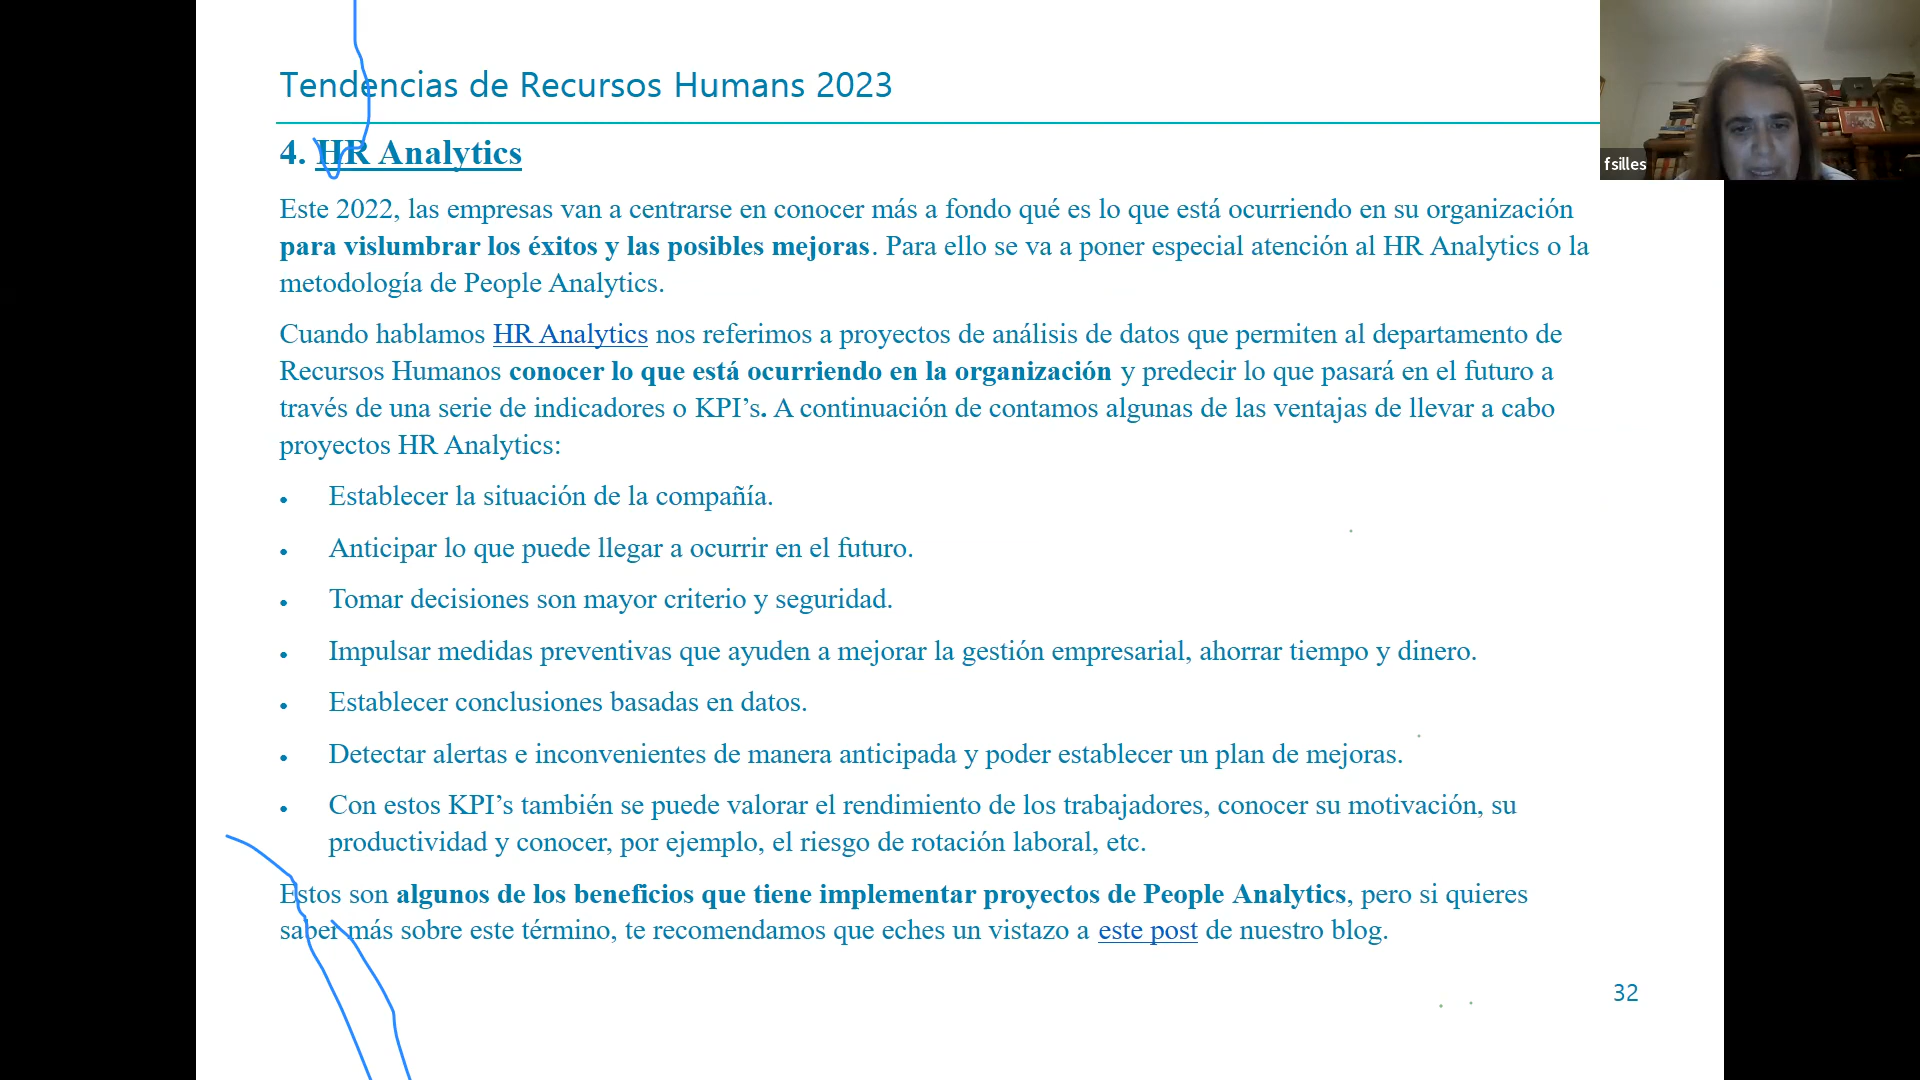 Tendencias de Recursos Humans 2023
4. HR Analytics
Este 2022, las empresas van a centrarse en conocer más a fondo qué es lo que está ocurriendo en su organización
para vislumbrar los éxitos y las posibles mejoras. Para ello se va a poner especial atención al HR Analytics o la
metodología de People Analytics.
Cuando hablamos HR Analytics nos referimos a proyectos de análisis de datos que permiten al departamento de
Recursos Humanos conocer lo que está ocurriendo en la organización y predecir lo que pasará en el futuro a
través de una serie de indicadores o KPI’s. A continuación de contamos algunas de las ventajas de llevar a cabo
proyectos HR Analytics:
• Establecer la situación de la compañía.
• Anticipar lo que puede llegar a ocurrir en el futuro.
• Tomar decisiones son mayor criterio y seguridad.
• Impulsar medidas preventivas que ayuden a mejorar la gestión empresarial, ahorrar tiempo y dinero.
• Establecer conclusiones basadas en datos.
• Detectar alertas e inconvenientes de manera anticipada y poder establecer un plan de mejoras.
• Con estos KPI’s también se puede valorar el rendimiento de los trabajadores, conocer su motivación, su
productividad y conocer, por ejemplo, el riesgo de rotación laboral, etc.
Estos son algunos de los beneficios que tiene implementar proyectos de People Analytics, pero si quieres
saber más sobre este término, te recomendamos que eches un vistazo a este post de nuestro blog.
32
fsilles